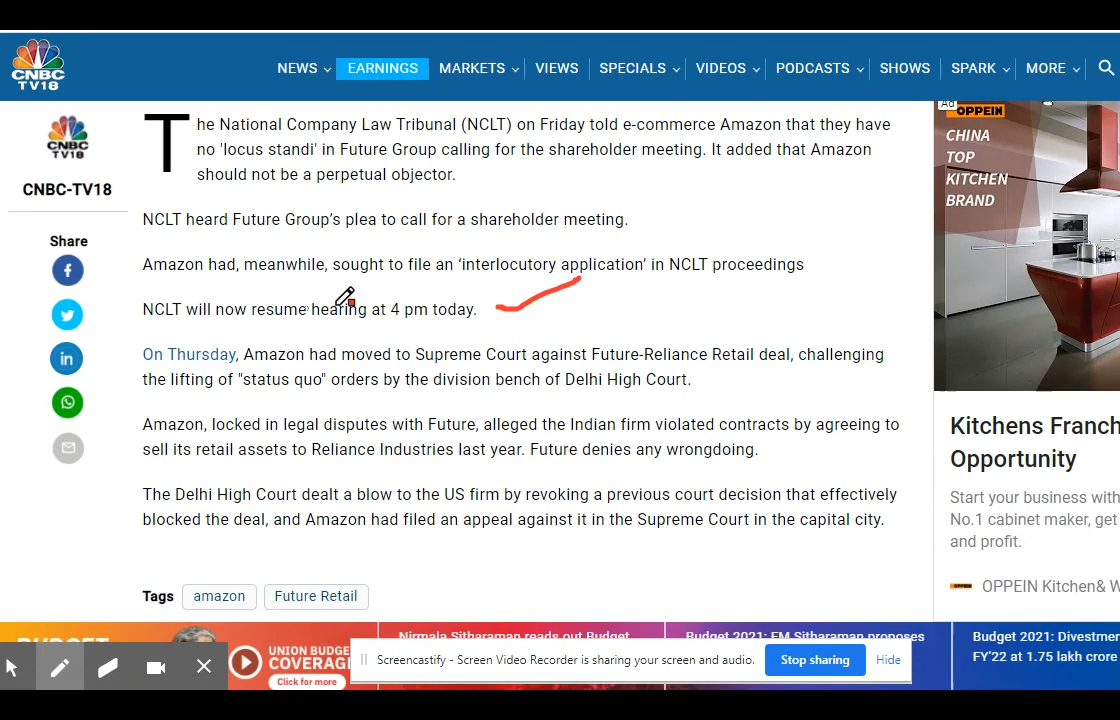 CNBC
TV18
NEWS
EARNINGS
MARKETS
VIEWS
SPECIALS
VIDEOS
PODCASTS
SHOWS
SPARK
MORE
CNBC
TV18
CNBC-TV18
Share
The National Company Law Tribunal (NCLT) on Friday told e-commerce Amazon that they have
no 'locus standi' in Future Group calling for the shareholder meeting. It added that Amazon
should not be a perpetual objector.
NCLT heard Future Group’s plea to call for a shareholder meeting.
Amazon had, meanwhile, sought to file an ‘interlocutory application’ in NCLT proceedings
NCLT will now resume hearing at 4 pm today.
On Thursday, Amazon had moved to Supreme Court against Future-Reliance Retail deal, challenging
the lifting of "status quo" orders by the division bench of Delhi High Court.
Amazon, locked in legal disputes with Future, alleged the Indian firm violated contracts by agreeing to
sell its retail assets to Reliance Industries last year. Future denies any wrongdoing.
The Delhi High Court dealt a blow to the US firm by revoking a previous court decision that effectively
blocked the deal, and Amazon had filed an appeal against it in the Supreme Court in the capital city.
Tags amazon Future Retail
Ad
OPPEIN
CHINA
TOP
KITCHEN
BRAND
Kitchens Franch
Opportunity
Start your business with
No.1 cabinet maker, get
and profit.
OPPEIN Kitchen& W
BUDGET
UNION BUDGE
COVERAGE
Click for more
Nirmala Sitharaman reads out Budget
Budget 2021: FM Sitharaman proposes
Budget 2021: Divestmen
FY'22 at 1.75 lakh crore
Screencastify - Screen Video Recorder is sharing your screen and audio.
Stop sharing
Hide